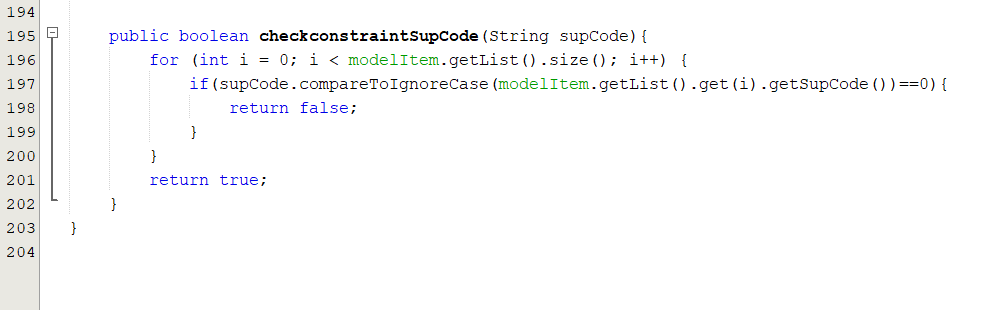 194
195 public boolean checkconstraintSupCode(String supCode){
196 for (int i = 0; i < modelItem.getList().size(); i++) {
197 if(supCode.compareToIgnoreCase(modelItem.getList().get(i).getSupCode())==0){
198 return false;
199 }
200 }
201 return true;
202 }
203 }
204